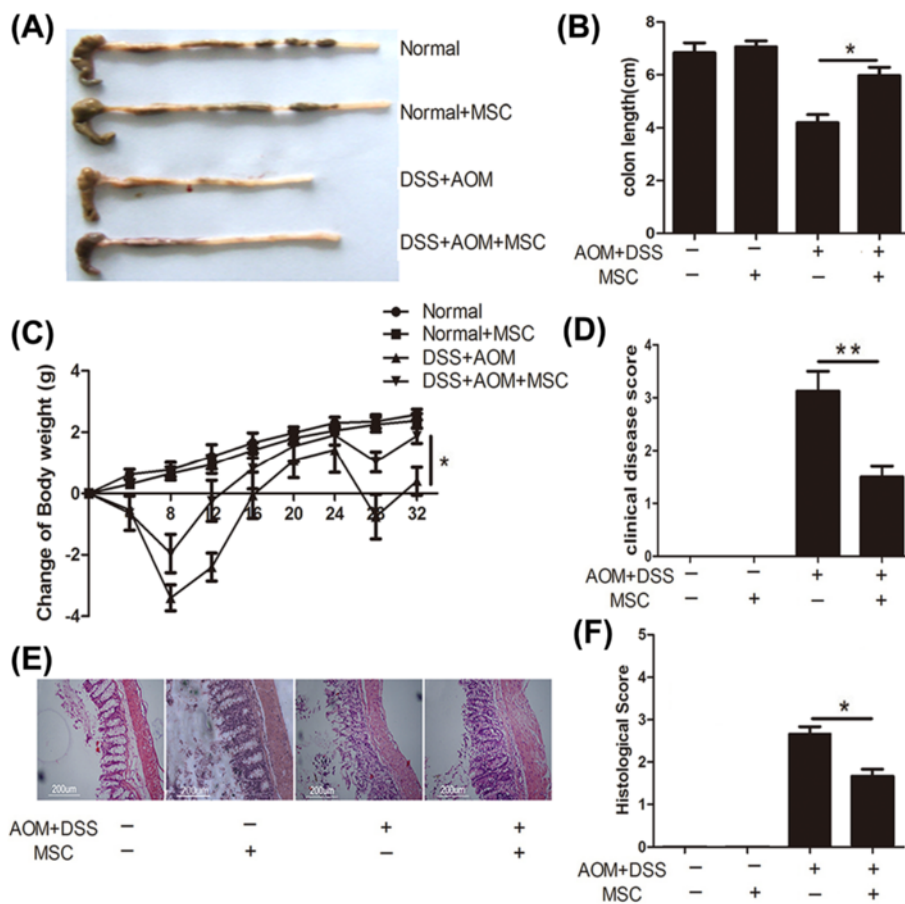 (A)
Normal
Normal+MSC
DSS+AOM
DSS+AOM+MSC
(B)
colon length(cm)
8
6
4
2
0
*
AOM+DSS − − + +
MSC − + − +
(C)
Normal
Normal+MSC
DSS+AOM
DSS+AOM+MSC
Change of Body weight (g)
4
2
0
-2
-4
8 12 16 20 24 28 32
*
(D)
clinical disease score
4
3
2
1
0
**
AOM+DSS − − + +
MSC − + − +
(E)
200um 200um 200um 200um
AOM+DSS − − + +
MSC − + − +
(F)
Histological Score
5
4
3
2
1
0
*
AOM+DSS − − + +
MSC − + − +